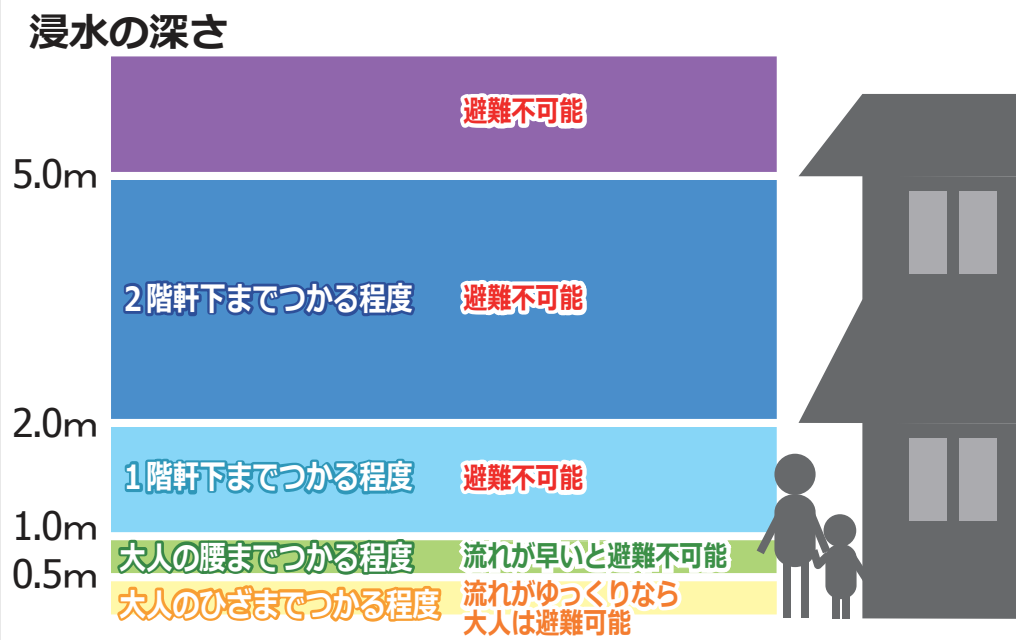 浸水の深さ
避難不可能
5.0m
2階軒下までつかる程度 避難不可能
2.0m
1階軒下までつかる程度 避難不可能
1.0m
大人の腰までつかる程度 流れが早いと避難不可能
0.5m
大人のひざまでつかる程度 流れがゆっくりなら
大人は避難可能